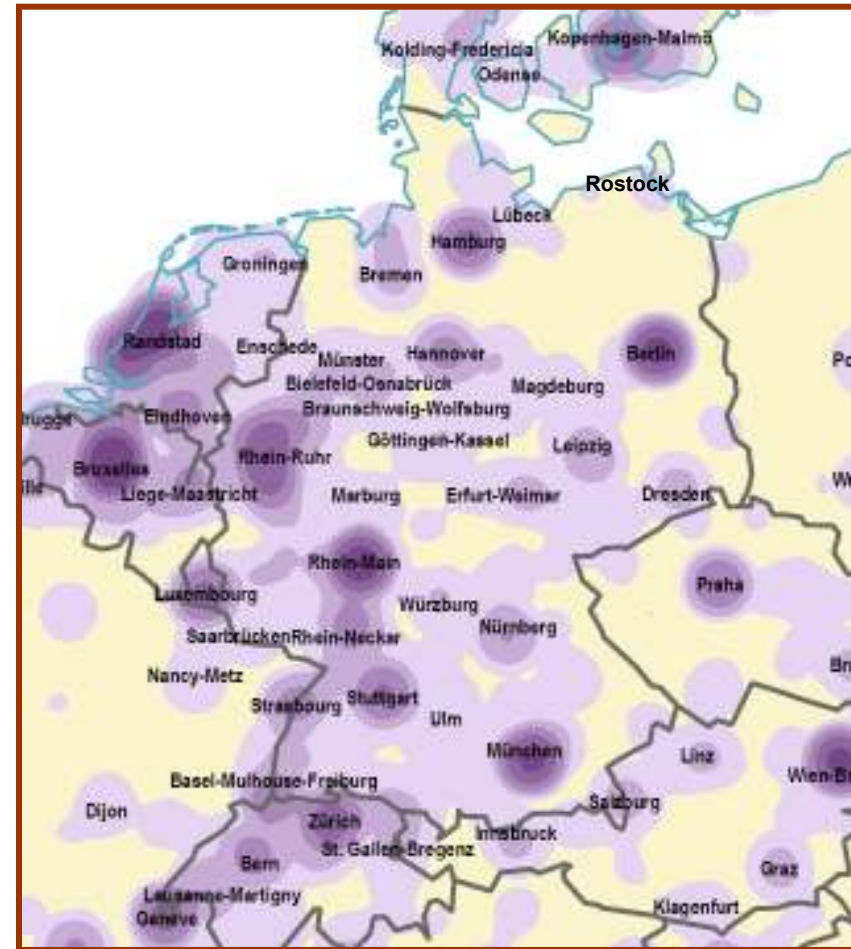 Kopenhagen-Malmö
Kolding-Fredericia
Odense
Rostock
Lübeck
Hamburg
Groningen
Bremen
Randstad
Enschede
Münster
Hannover
Berlin
Bielefeld-Osnabrück
Magdeburg
Eindhoven
Braunschweig-Wolfsburg
Göttingen-Kassel
Leipzig
Bruxelles
Rhein-Ruhr
Liege-Maastricht
Marburg
Erfurt-Weimar
Dresden
Rhein-Main
Praha
Luxembourg
Würzburg
Nürnberg
Saarbrücken
Rhein-Neckar
Nancy-Metz
Strasbourg
Stuttgart
Ulm
München
Linz
Wien-Br
Basel-Mulhouse-Freiburg
Salzburg
Dijon
Zürich
Innsbruck
St. Gallen-Bregenz
Bern
Graz
Lausanne-Martigny
Klagenfurt
Geneve